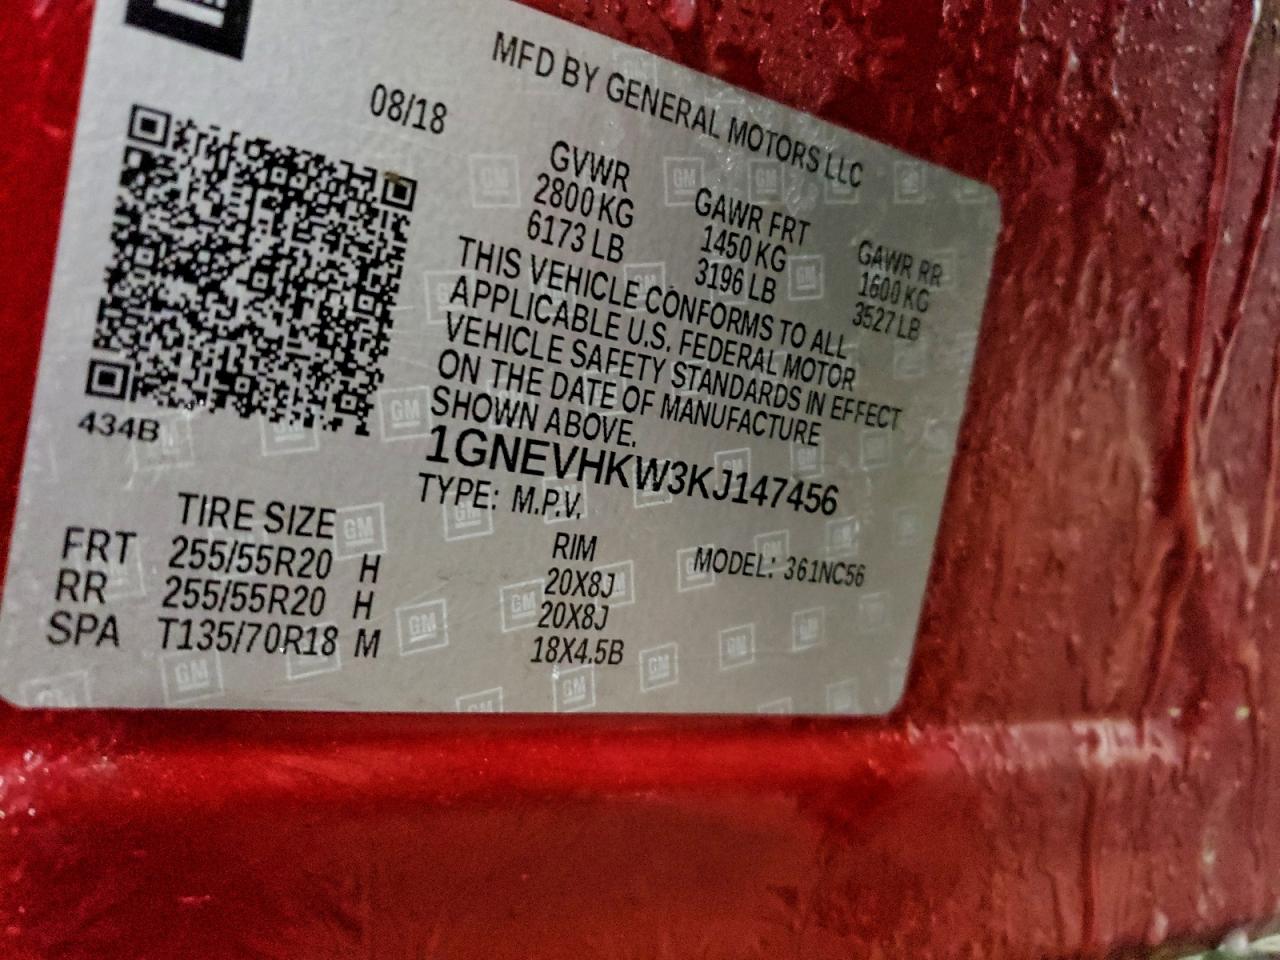 MFD BY GENERAL MOTORS LLC
08/18
GVWR GAWR FRT GAWR RR
2800 KG 1450 KG 1600 KG
6173 LB 3196 LB 3527 LB
THIS VEHICLE CONFORMS TO ALL
APPLICABLE U.S. FEDERAL MOTOR
VEHICLE SAFETY STANDARDS IN EFFECT
ON THE DATE OF MANUFACTURE
SHOWN ABOVE.
434B
1GNEVHKW3KJ147456
TYPE: M.P.V. MODEL: 361NC56
TIRE SIZE RIM
FRT 255/55R20 H 20X8J
RR 255/55R20 H 20X8J
SPA T135/70R18 M 18X4.5B